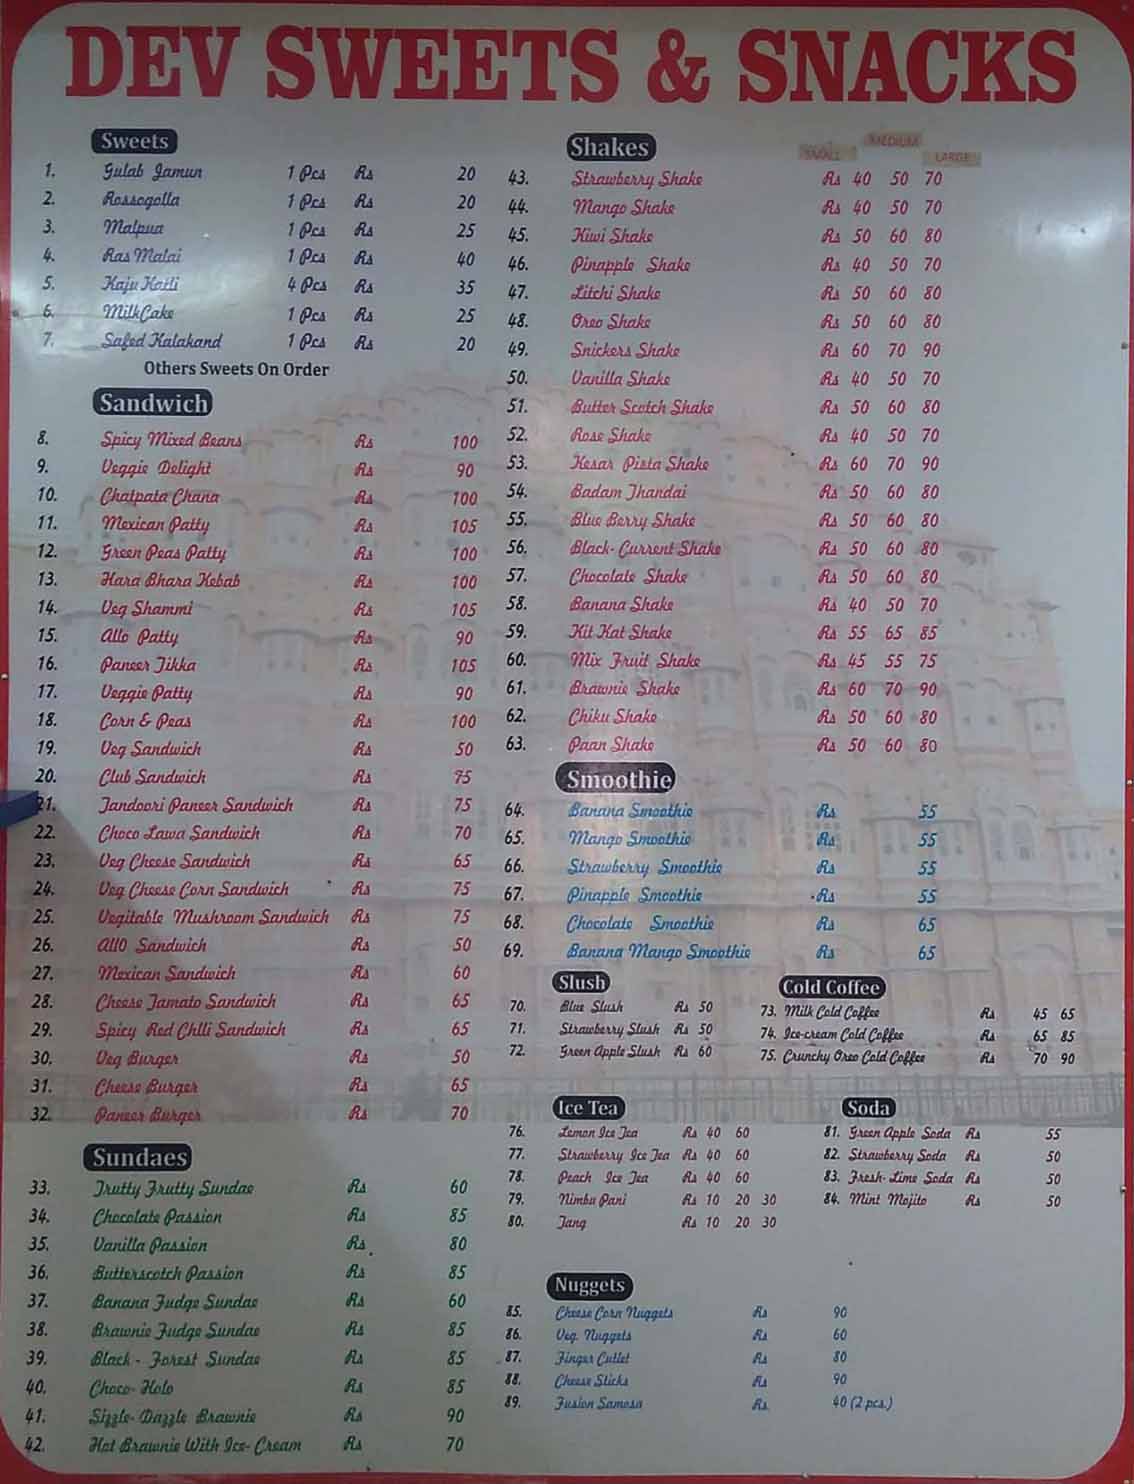 DEV SWEETS & SNACKS
Sweets
1. Gulab Jamun 1 Pcs Rs 20
2. Rossogolla 1 Pcs Rs 20
3. Malpua 1 Pcs Rs 25
4. Ras Malai 1 Pcs Rs 40
5. Kaju Katli 4 Pcs Rs 35
6. MilkCake 1 Pcs Rs 25
7. Safed Kalakand 1 Pcs Rs 20
Others Sweets On Order
Sandwich
8. Spicy Mixed Beans Rs 100
9. Veggie Delight Rs 90
10. Chatpata Chana Rs 100
11. Mexican Patty Rs 105
12. Green Peas Patty Rs 100
13. Hara Bhara Kebab Rs 100
14. Veg Shammi Rs 105
15. Allo Patty Rs 90
16. Paneer Tikka Rs 105
17. Veggie Patty Rs 90
18. Corn & Peas Rs 100
19. Veg Sandwich Rs 50
20. Club Sandwich Rs 75
21. Tandoori Paneer Sandwich Rs 75
22. Choco Lawa Sandwich Rs 70
23. Veg Cheese Sandwich Rs 65
24. Veg Cheese Corn Sandwich Rs 75
25. Vegitable Mushroom Sandwich Rs 75
26. AllO Sandwich Rs 50
27. Mexican Sandwich Rs 60
28. Cheese Tamato Sandwich Rs 65
29. Spicy Red Chlli Sandwich Rs 65
30. Veg Burger Rs 50
31. Cheese Burger Rs 65
32. Paneer Burger Rs 70
Sundaes
33. Trutty Frutty Sundae Rs 60
34. Chocolate Passion Rs 85
35. Vanilla Passion Rs 80
36. Butterscotch Passion Rs 85
37. Banana Fudge Sundae Rs 60
38. Brawnie Fudge Sundae Rs 85
39. Black - Forest Sundae Rs 85
40. Choco- Holo Rs 85
41. Sizzle- Dazzle Brawnie Rs 90
42. Hot Brawnie With Ice- Cream Rs 70
Shakes SMALL MEDIUM LARGE
43. Strawberry Shake Rs 40 50 70
44. Mango Shake Rs 40 50 70
45. Kiwi Shake Rs 50 60 80
46. Pinapple Shake Rs 40 50 70
47. Litchi Shake Rs 50 60 80
48. Oreo Shake Rs 50 60 80
49. Snickers Shake Rs 60 70 90
50. Vanilla Shake Rs 40 50 70
51. Butter Scotch Shake Rs 50 60 80
52. Rose Shake Rs 40 50 70
53. Kesar Pista Shake Rs 60 70 90
54. Badam Thandai Rs 50 60 80
55. Blue Berry Shake Rs 50 60 80
56. Black- Current Shake Rs 50 60 80
57. Chocolate Shake Rs 50 60 80
58. Banana Shake Rs 40 50 70
59. Kit Kat Shake Rs 55 65 85
60. Mix Fruit Shake Rs 45 55 75
61. Brawnie Shake Rs 60 70 90
62. Chiku Shake Rs 50 60 80
63. Paan Shake Rs 50 60 80
Smoothie
64. Banana Smoothie Rs 55
65. Mango Smoothie Rs 55
66. Strawberry Smoothie Rs 55
67. Pinapple Smoothie Rs 55
68. Chocolate Smoothie Rs 65
69. Banana Mango Smoothie Rs 65
Slush
70. Blue Slush Rs 50
71. Strawberry Slush Rs 50
72. Green Apple Slush Rs 60
Cold Coffee
73. Milk Cold Coffee Rs 45 65
74. Ice-cream Cold Coffee Rs 65 85
75. Crunchy Oreo Cold Coffee Rs 70 90
Ice Tea
76. Lemon Ice Tea Rs 40 60
77. Strawberry Ice Tea Rs 40 60
78. Peach Ice Tea Rs 40 60
79. Nimbu Pani Rs 10 20 30
80. Tang Rs 10 20 30
Soda
81. Green Apple Soda Rs 55
82. Strawberry Soda Rs 50
83. Fresh- Lime Soda Rs 50
84. Mint Mojito Rs 50
Nuggets
85. Cheese Corn Nuggets Rs 90
86. Veg. Nuggets Rs 60
87. Finger Cutlet Rs 80
88. Cheese Sticks Rs 90
89. Fusion Samosa Rs. 40 (2 pcs.)